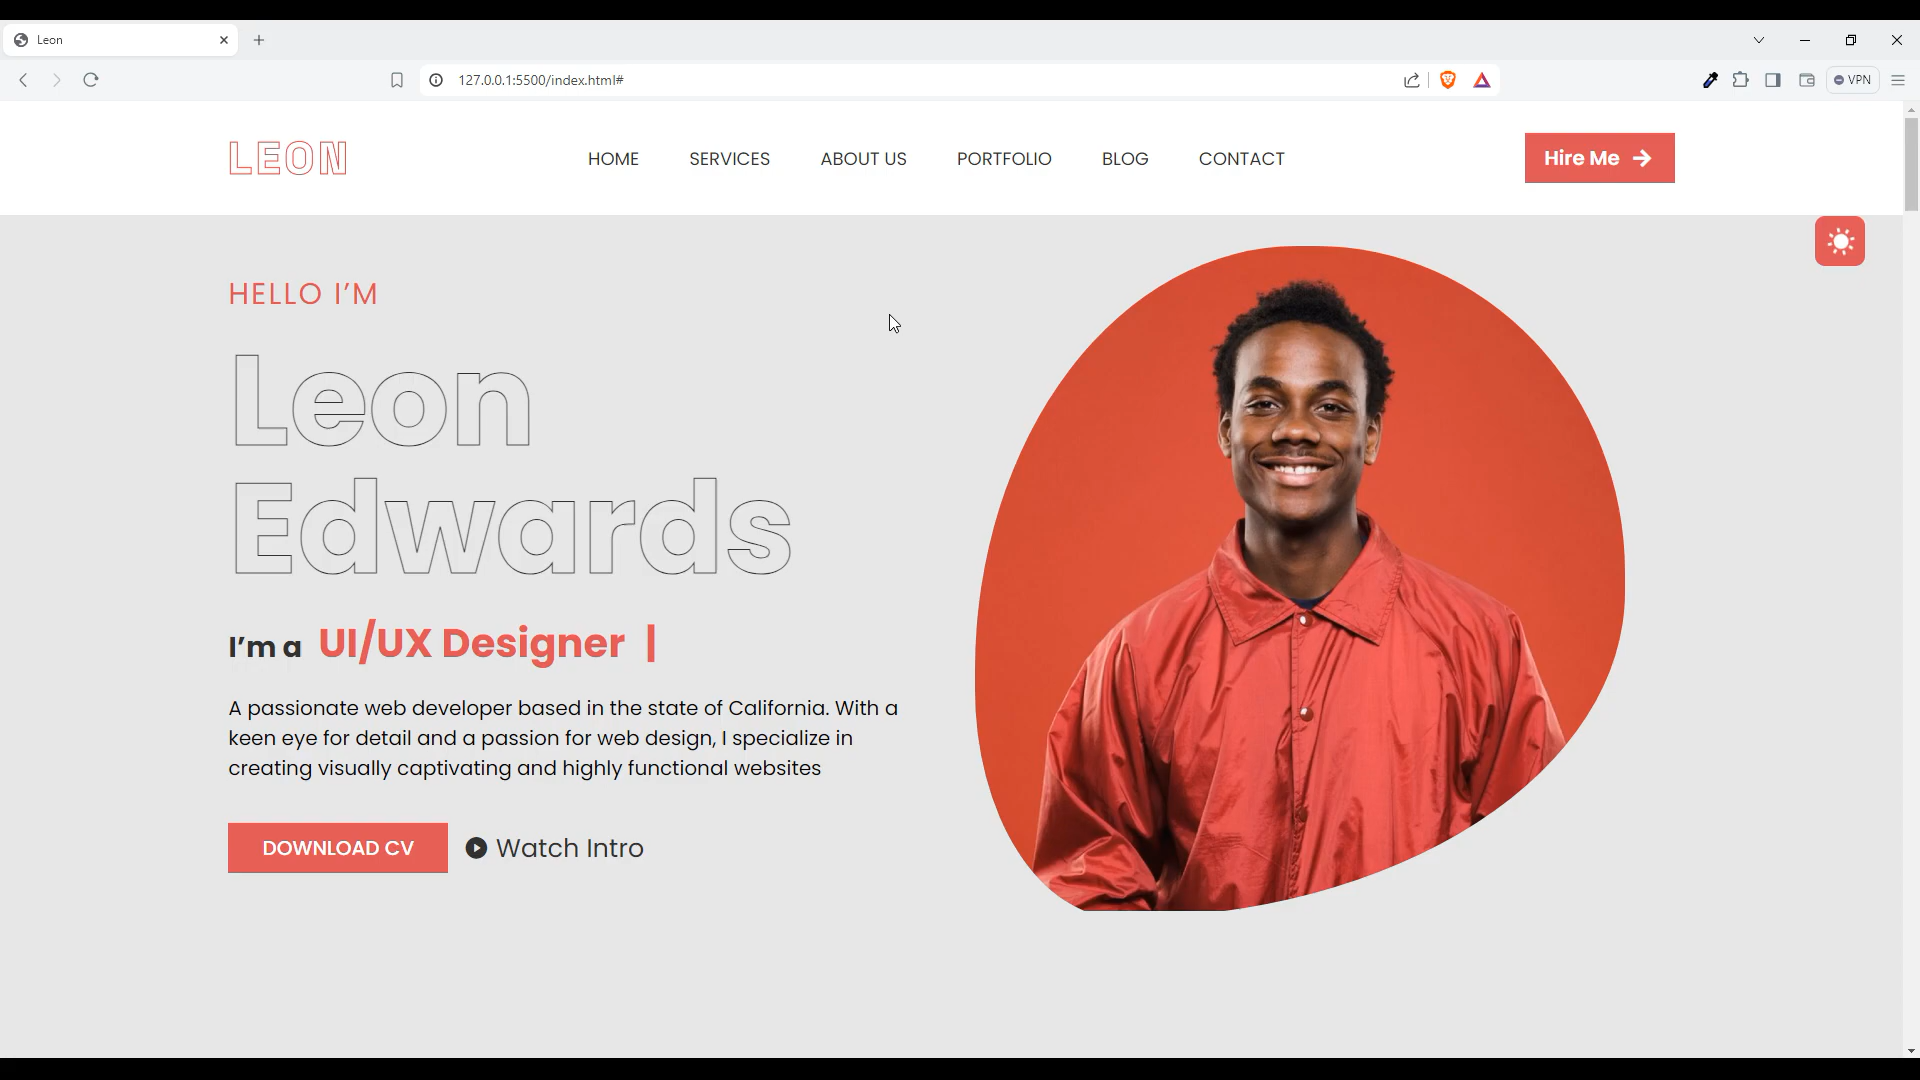 Leon
127.0.0.1:5500/index.html#
VPN
LEON
HOME SERVICES ABOUT US PORTFOLIO BLOG CONTACT
Hire Me
HELLO I'M
Leon
Edwards
I'm a UI/UX Designer |
A passionate web developer based in the state of California. With a
keen eye for detail and a passion for web design, I specialize in
creating visually captivating and highly functional websites
DOWNLOAD CV
Watch Intro